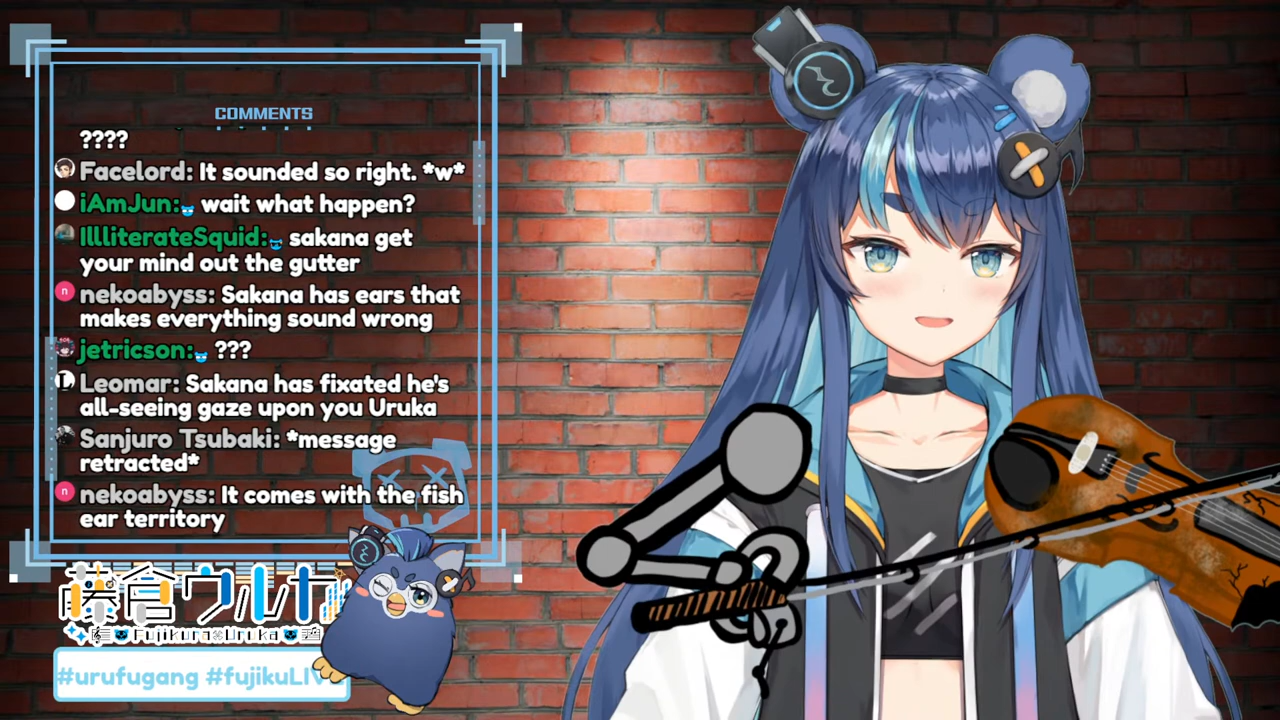 COMMENTS
????
Facelord: It sounded so right. *w*
iAmJun: wait what happen?
IllliterateSquid: sakana get
your mind out the gutter
n nekoabyss: Sakana has ears that
makes everything sound wrong
jetricson: ???
L Leomar: Sakana has fixated he's
all-seeing gaze upon you Uruka
Sanjuro Tsubaki: *message
retracted*
n nekoabyss: It comes with the fish
ear territory
藤倉ウルカ
Fujikura Uruka
#urufugang #fujikuLIV